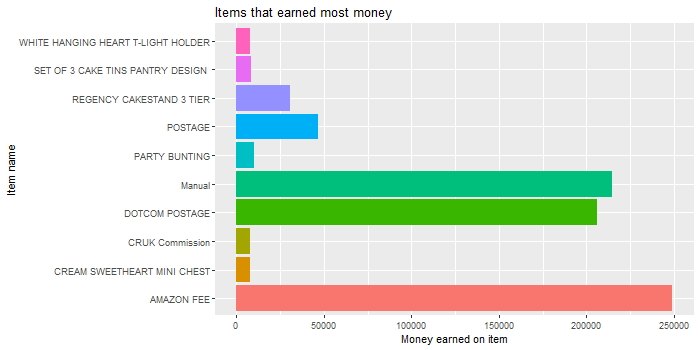 Items that earned most money
WHITE HANGING HEART T-LIGHT HOLDER
SET OF 3 CAKE TINS PANTRY DESIGN
REGENCY CAKESTAND 3 TIER
POSTAGE
PARTY BUNTING
Manual
DOTCOM POSTAGE
CRUK Commission
CREAM SWEETHEART MINI CHEST
AMAZON FEE
Item name
0 50000 100000 150000 200000 250000
Money earned on item